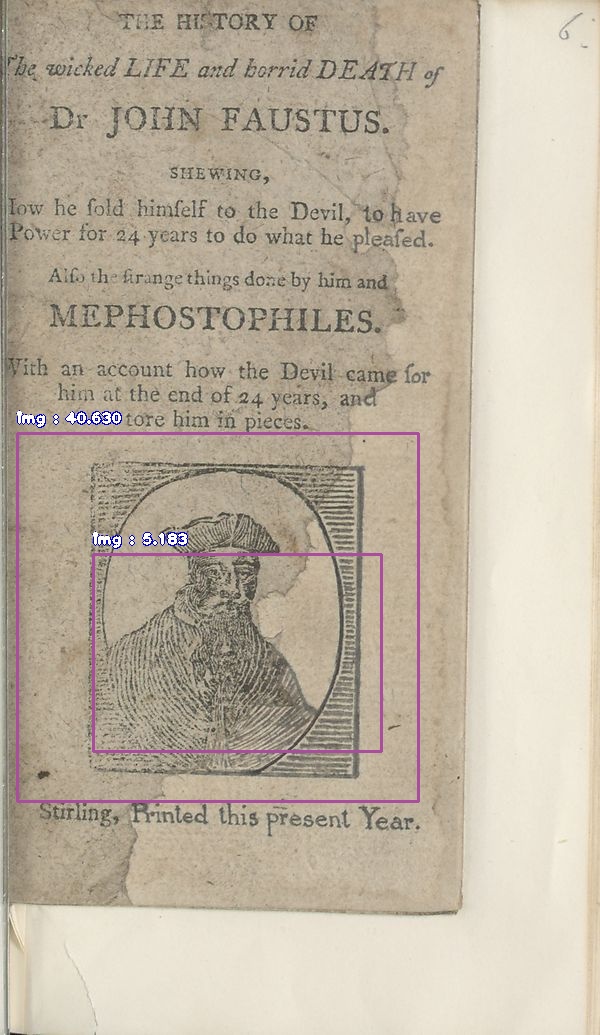 6.
THE HISTORY OF
The wicked LIFE and horrid DEATH of
Dr JOHN FAUSTUS.
SHEWING,
How he ſold himſelf to the Devil, to have
Power for 24 years to do what he pleaſed.
Alſo the ſtrange things done by him and
MEPHOSTOPHILES.
With an account how the Devil came for
him at the end of 24 years, and
tore him in pieces.
Img : 40.630
Img : 5.183
Stirling, Printed this present Year.